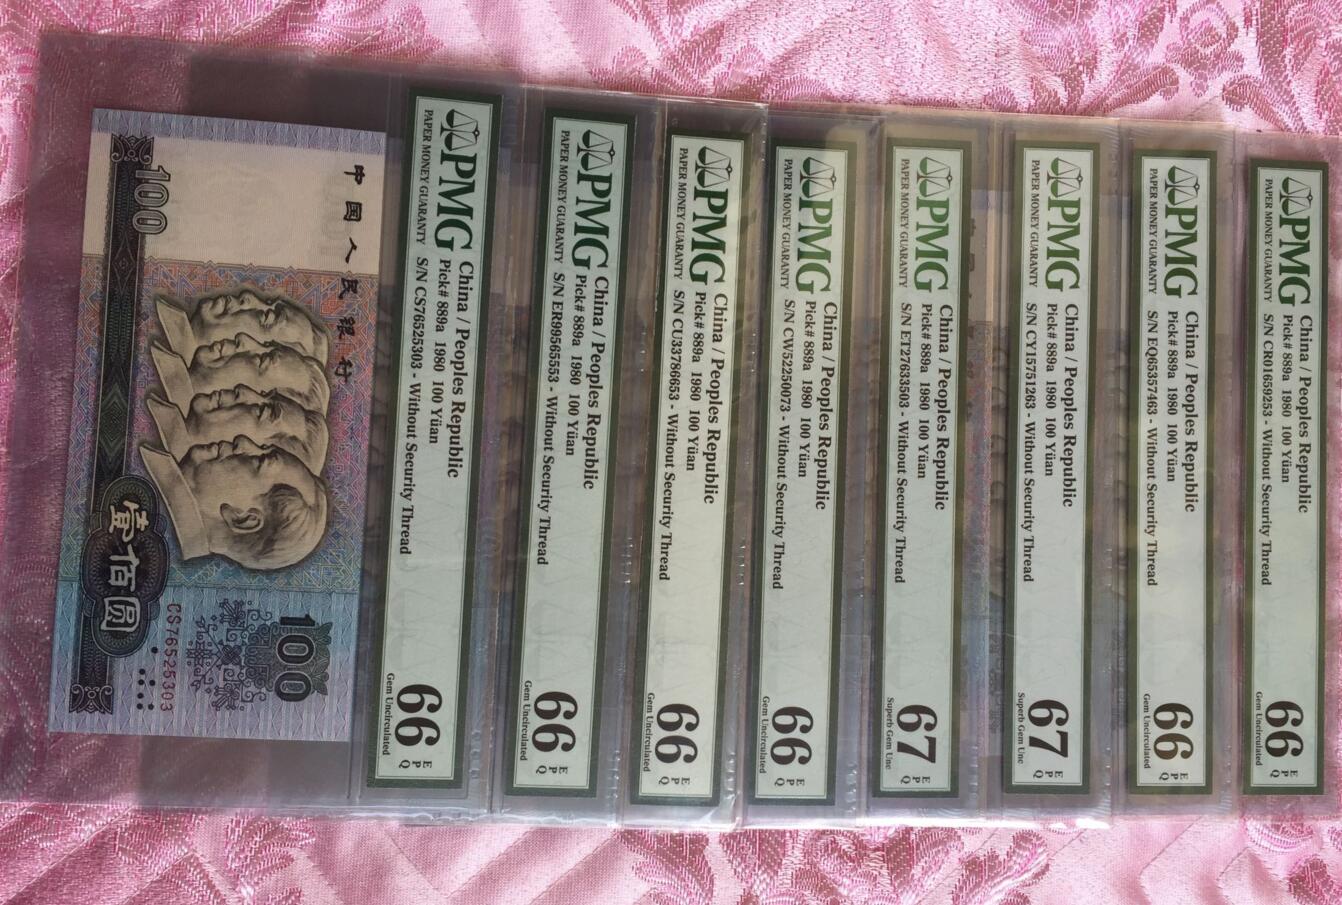 中国人民银行
100
壹佰圆
100
CS76525303
PMG
PAPER MONEY GUARANTY
China / Peoples Republic
Pick# 889a 1980 100 Yüan
S/N CS76525303 - Without Security Thread
66 EPQ
Gem Uncirculated
PMG
PAPER MONEY GUARANTY
China / Peoples Republic
Pick# 889a 1980 100 Yüan
S/N ER99565553 - Without Security Thread
66 EPQ
Gem Uncirculated
PMG
PAPER MONEY GUARANTY
China / Peoples Republic
Pick# 889a 1980 100 Yüan
S/N CU33786653 - Without Security Thread
66 EPQ
Gem Uncirculated
PMG
PAPER MONEY GUARANTY
China / Peoples Republic
Pick# 889a 1980 100 Yüan
S/N CW52250073 - Without Security Thread
66 EPQ
Gem Uncirculated
PMG
PAPER MONEY GUARANTY
China / Peoples Republic
Pick# 889a 1980 100 Yüan
S/N ET27633503 - Without Security Thread
67 EPQ
Superb Gem Unc
PMG
PAPER MONEY GUARANTY
China / Peoples Republic
Pick# 889a 1980 100 Yüan
S/N CY15751263 - Without Security Thread
67 EPQ
Superb Gem Unc
PMG
PAPER MONEY GUARANTY
China / Peoples Republic
Pick# 889a 1980 100 Yüan
S/N EQ65357463 - Without Security Thread
66 EPQ
Gem Uncirculated
PMG
PAPER MONEY GUARANTY
China / Peoples Republic
Pick# 889a 1980 100 Yüan
S/N CR01659253 - Without Security Thread
66 EPQ
Gem Uncirculated